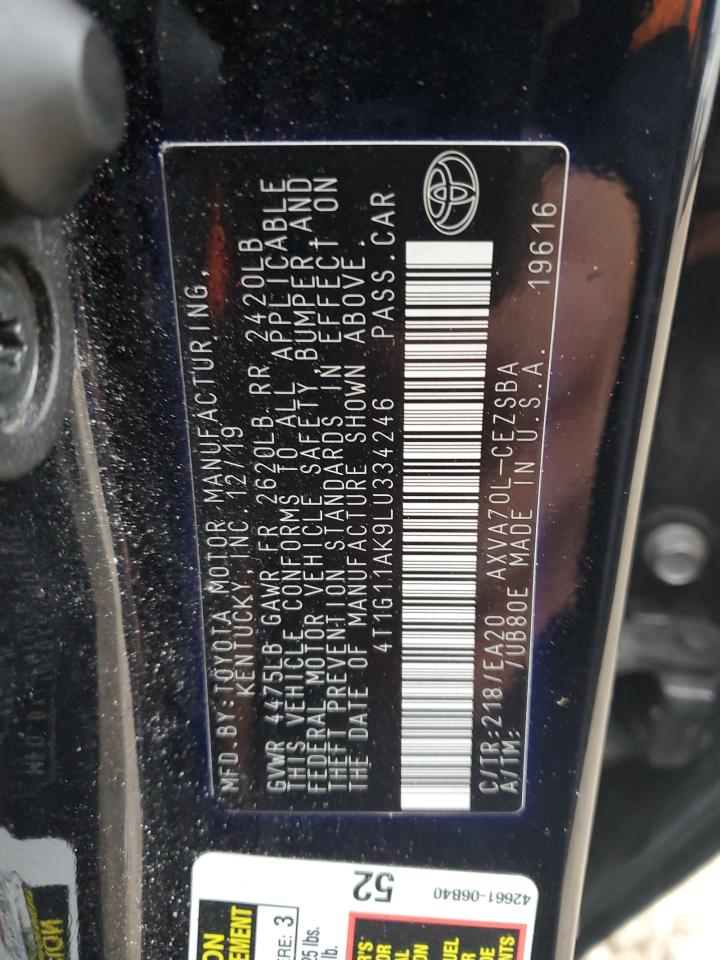 MFD.BY:TOYOTA MOTOR MANUFACTURING,
KENTUCKY, INC. 12/19
GVWR 4475LB GAWR FR 2620LB RR 2420LB
THIS VEHICLE CONFORMS TO ALL APPLICABLE
FEDERAL MOTOR VEHICLE SAFETY, BUMPER, AND
THEFT PREVENTION STANDARDS IN EFFECT ON
THE DATE OF MANUFACTURE SHOWN ABOVE.
4T1G11AK9LU334246 PASS.CAR
C/TR:218/EA20 AXVA70L-CEZSBA
A/TM: /UB80E MADE IN U.S.A. 19616
52
42661-06840
3